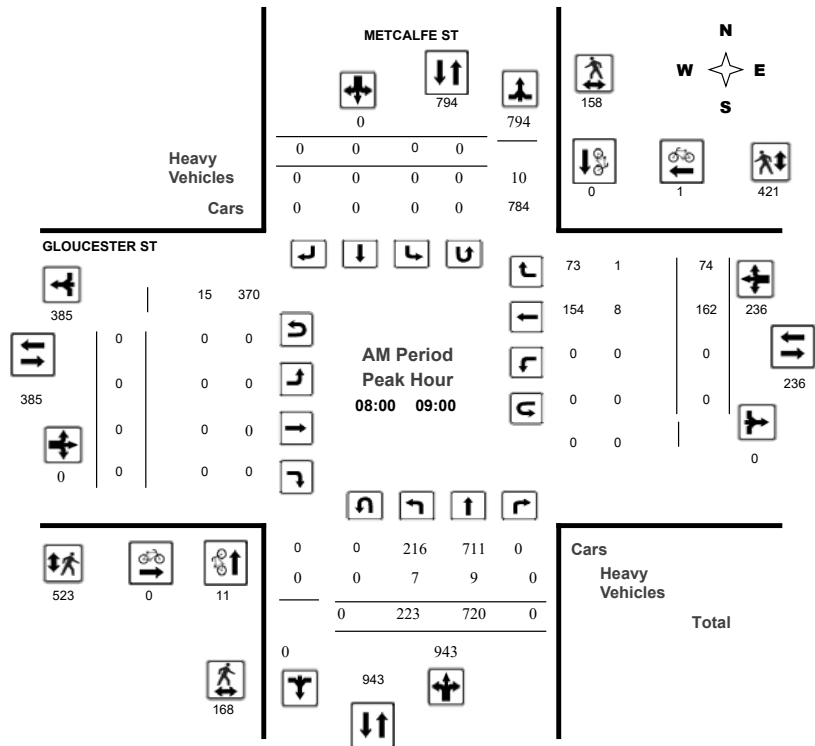 METCALFE ST
N
W E
S
794
158
0 794
0 0 0 0
Heavy
Vehicles
0 0 0 0 10
Cars 0 0 0 0 784
0 1 421
GLOUCESTER ST
385
15 370
73 1 74
236
154 8 162
0 0 0
0 0 0
385
0 0 0
0 0 0
0
0 0 0
236
0 0
0
AM Period
Peak Hour
08:00 09:00
0 0 216 711 0
Cars
0 0 7 9 0
Heavy
Vehicles
0 223 720 0
Total
523 0 11
0 943
943
168